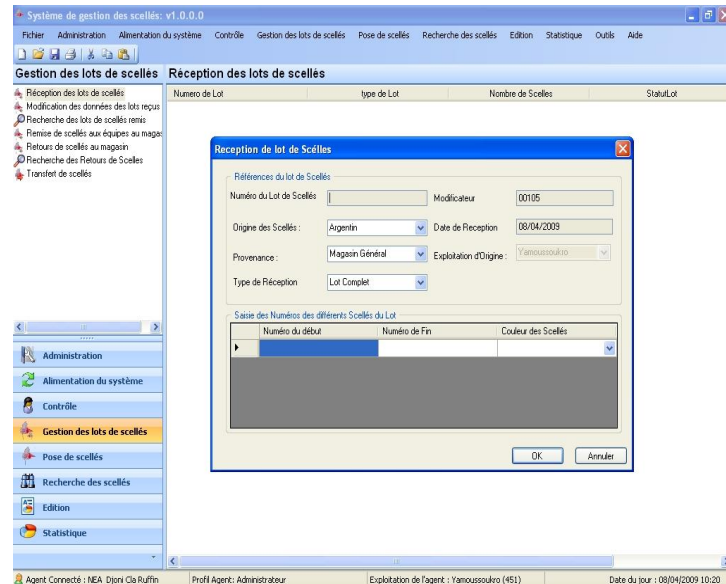 Système de gestion des scellés: v1.0.0.0
Fichier Administration Alimentation du système Contrôle Gestion des lots de scellés Pose de scellés Recherche des scellés Edition Statistique Outils Aide
Gestion des lots de scellés
Réception des lots de scellés
Modification des données des lots reçus
Recherche des lots de scellés remis
Remise de scellés aux équipes au magas
Retours de scellés au magasin
Recherche des Retours de Scelles
Transfert de scellés
Administration
Alimentation du système
Contrôle
Gestion des lots de scellés
Pose de scellés
Recherche des scellés
Edition
Statistique
Réception des lots de scellés
Numero de Lot type de Lot Nombre de Scelles StatutLot
Reception de lot de Scélles
Références du lot de Scellés
Numéro du Lot de Scellés Modificateur 00105
Origine des Scellés : Argentin Date de Reception 08/04/2009
Provenance : Magasin Général Exploitation d'Origine : Yamoussoukro
Type de Réception Lot Complet
Saisie des Numéros des différents Scellés du Lot
Numéro du début Numéro de Fin Couleur des Scellés
OK Annuler
Agent Connecté : NEA Djoni Cla Ruffin Profil Agent: Administrateur Exploitation de l'agent : Yamoussoukro (451) Date du jour : 08/04/2009 10:20